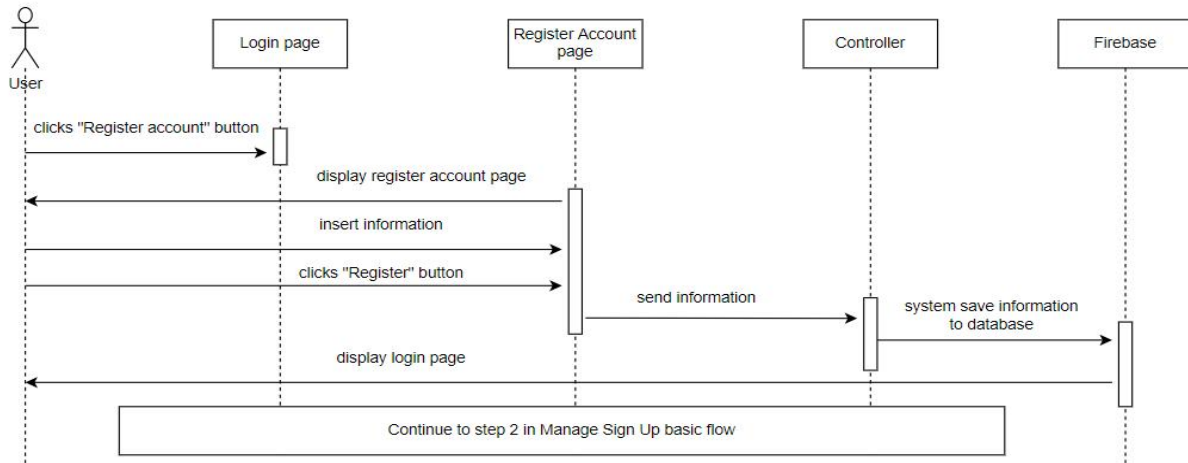 User
Login page
Register Account
page
Controller
Firebase
clicks "Register account" button
display register account page
insert information
clicks "Register" button
send information
system save information
to database
display login page
Continue to step 2 in Manage Sign Up basic flow